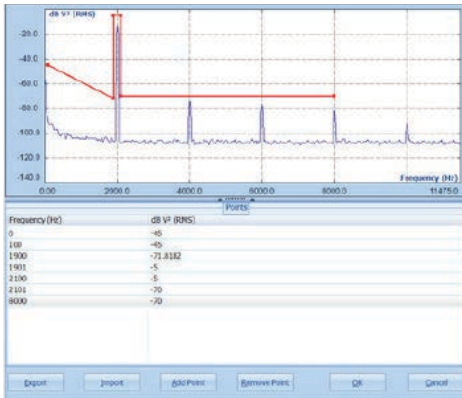 dB V² (RMS)
-20.0
-40.0
-60.0
-80.0
-100.0
-120.0
-140.0
0.00 2000.0 4000.0 6000.0 8000.0 11475.0
Frequency (Hz)
Points
Frequency (Hz) dB V² (RMS)
0 -45
100 -45
1900 -71.8182
1901 -5
2100 -5
2101 -70
8000 -70
Export Import Add Point Remove Point OK Cancel